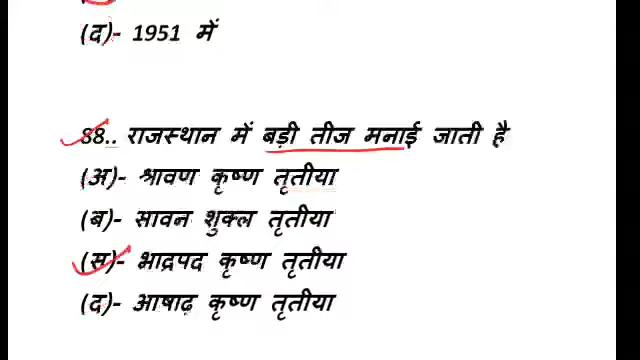 (द)- 1951 में
88.. राजस्थान में बड़ी तीज मनाई जाती है
(अ)- श्रावण कृष्ण तृतीया
(ब)- सावन शुक्ल तृतीया
(स)- भाद्रपद कृष्ण तृतीया
(द)- आषाढ़ कृष्ण तृतीया